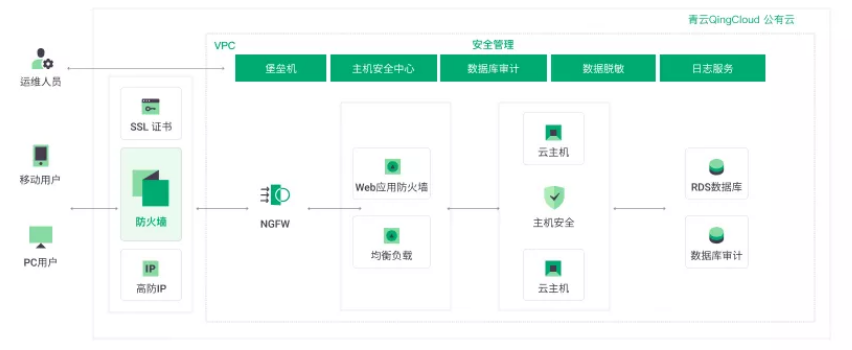 青云QingCloud 公有云
VPC
安全管理
堡垒机
主机安全中心
数据库审计
数据脱敏
日志服务
运维人员
移动用户
PC用户
SSL 证书
防火墙
IP
高防IP
NGFW
Web应用防火墙
均衡负载
云主机
主机安全
云主机
RDS数据库
数据库审计